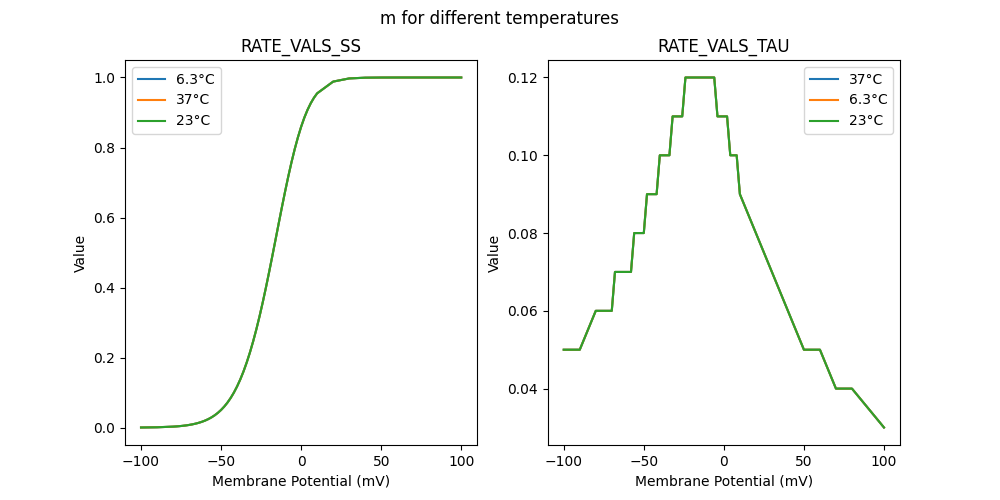 m for different temperatures
RATE_VALS_SS
1.0
0.8
0.6
0.4
0.2
0.0
Value
6.3°C
37°C
23°C
−100
−50
0
50
100
Membrane Potential (mV)
RATE_VALS_TAU
0.12
0.10
0.08
0.06
0.04
Value
37°C
6.3°C
23°C
−100
−50
0
50
100
Membrane Potential (mV)